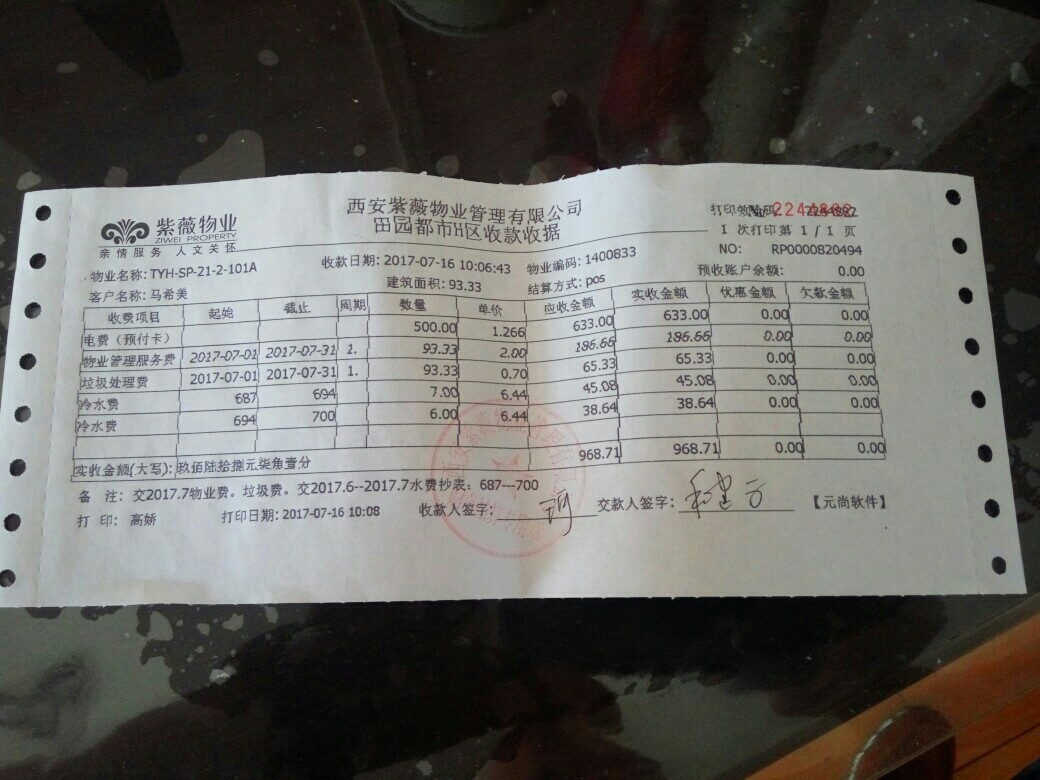 紫薇物业
ZIWEI PROPERTY
亲情服务 人文关怀
西安紫薇物业管理有限公司
田园都市H区收款收据
1 次打印第 1 / 1 页
NO: RP0000820494
物业名称: TYH-SP-21-2-101A 收款日期: 2017-07-16 10:06:43 物业编码: 1400833
客户名称: 马希美 建筑面积: 93.33 结算方式: pos 预收账户余额: 0.00
收费项目 起始 截止 周期 数量 单价 应收金额 实收金额 优惠金额 欠款金额
电费（预付卡） 500.00 1.266 633.00 633.00 0.00 0.00
物业管理服务费 2017-07-01 2017-07-31 1. 93.33 2.00 186.66 186.66 0.00 0.00
垃圾处理费 2017-07-01 2017-07-31 1. 93.33 0.70 65.33 65.33 0.00 0.00
冷水费 687 694 7.00 6.44 45.08 45.08 0.00 0.00
冷水费 694 700 6.00 6.44 38.64 38.64 0.00 0.00
实收金额(大写): 玖佰陆拾捌元柒角壹分 968.71 968.71 0.00 0.00
备 注: 交2017.7物业费。垃圾费。交2017.6--2017.7水费抄表: 687---700
打 印: 高娇 打印日期: 2017-07-16 10:08 收款人签字: 交款人签字: 【元尚软件】